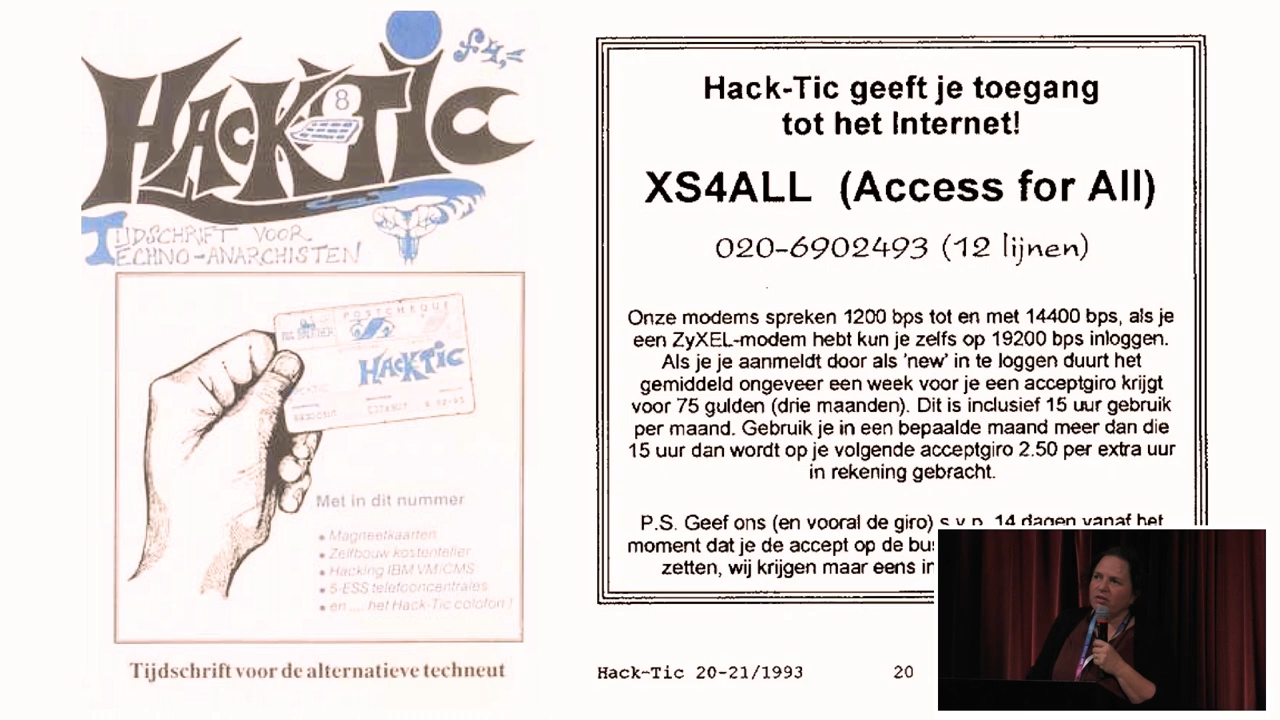 HACK-TIC
8
f 4,-
TIJDSCHRIFT VOOR
TECHNO-ANARCHISTEN
POSTCHEQUE
HACKTIC
Met in dit nummer
Magneetkaarten
Zelfbouw kostenteller
Hacking IBM VM/CMS
5-ESS telefooncentrales
en .... het Hack-Tic colofon !
Tijdschrift voor de alternatieve techneut
Hack-Tic geeft je toegang
tot het Internet!
XS4ALL (Access for All)
020-6902493 (12 lijnen)
Onze modems spreken 1200 bps tot en met 14400 bps, als je
een ZyXEL-modem hebt kun je zelfs op 19200 bps inloggen.
Als je je aanmeldt door als 'new' in te loggen duurt het
gemiddeld ongeveer een week voor je een acceptgiro krijgt
voor 75 gulden (drie maanden). Dit is inclusief 15 uur gebruik
per maand. Gebruik je in een bepaalde maand meer dan die
15 uur dan wordt op je volgende acceptgiro 2.50 per extra uur
in rekening gebracht.
P.S. Geef ons (en vooral de giro) s.v.p. 14 dagen vanaf het
moment dat je de accept op de bus
zetten, wij krijgen maar eens in
Hack-Tic 20-21/1993
20